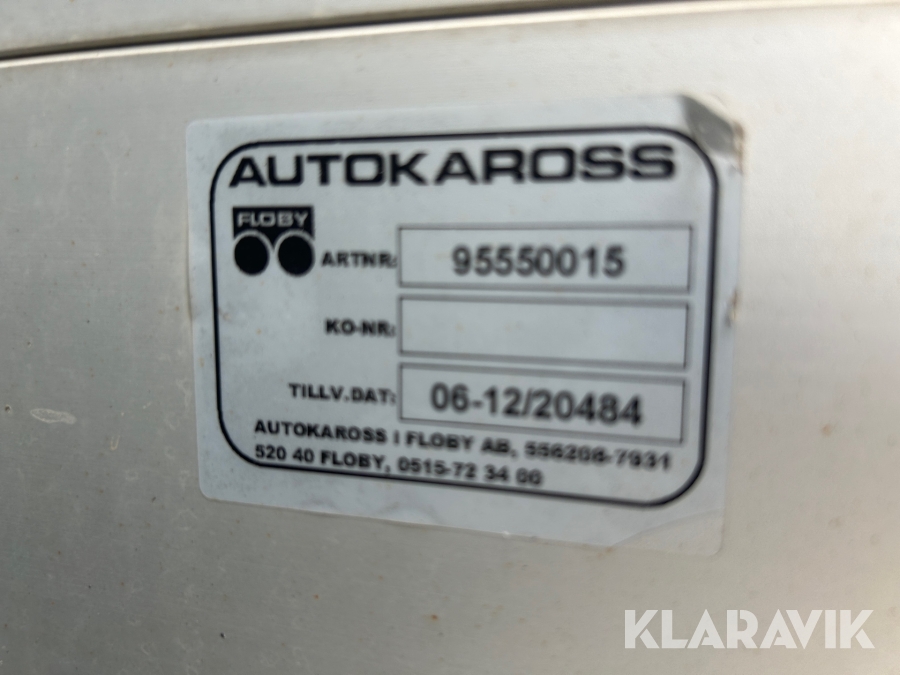 AUTOKAROSS
FLOBY
ARTNR: 95550015
KO-NR:
TILLV.DAT: 06-12/20484
AUTOKAROSS I FLOBY AB, 556206-7931
520 40 FLOBY, 0515-72 34 00
KLARAVIK